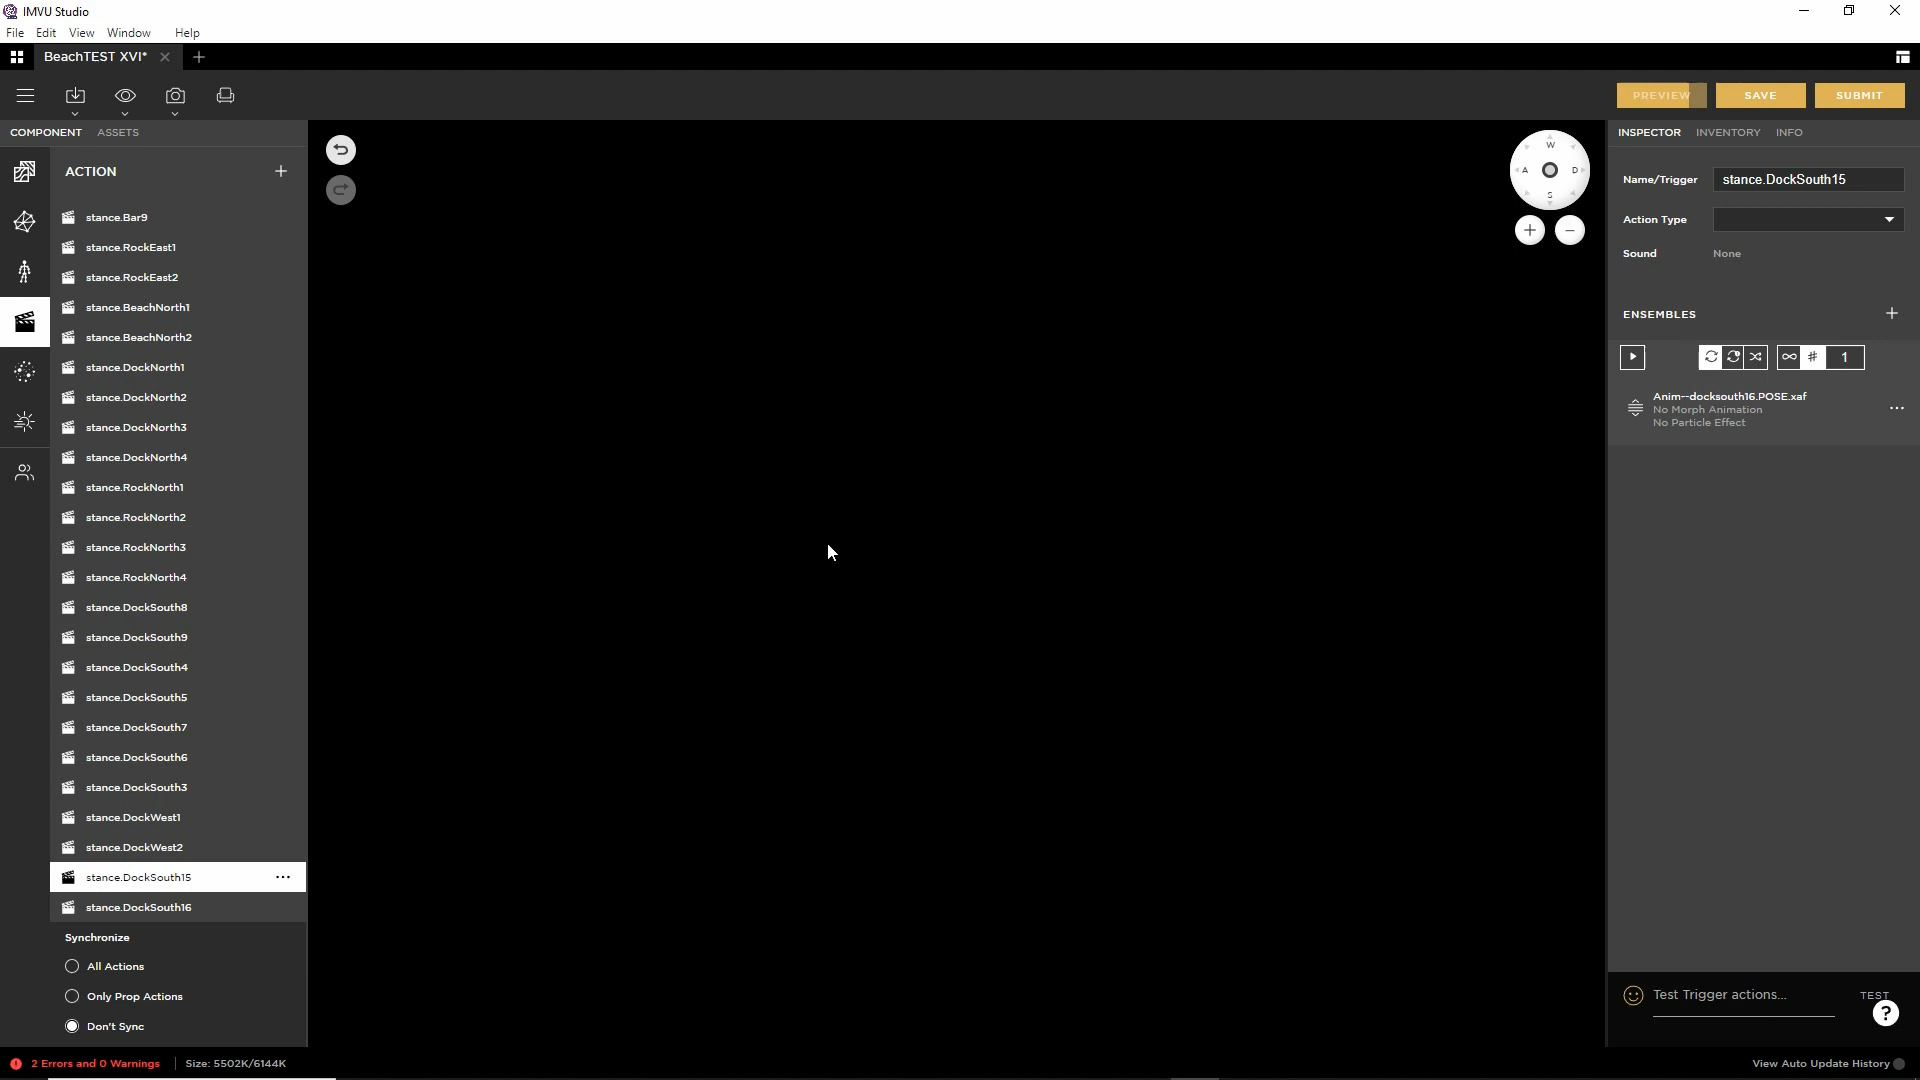 IMVU Studio
File Edit View Window Help
BeachTEST XVI*
PREVIEW SAVE SUBMIT
COMPONENT ASSETS
INSPECTOR INVENTORY INFO
ACTION
stance.Bar9
stance.RockEast1
stance.RockEast2
stance.BeachNorth1
stance.BeachNorth2
stance.DockNorth1
stance.DockNorth2
stance.DockNorth3
stance.DockNorth4
stance.RockNorth1
stance.RockNorth2
stance.RockNorth3
stance.RockNorth4
stance.DockSouth8
stance.DockSouth9
stance.DockSouth4
stance.DockSouth5
stance.DockSouth7
stance.DockSouth6
stance.DockSouth3
stance.DockWest1
stance.DockWest2
stance.DockSouth15
stance.DockSouth16
Synchronize
All Actions
Only Prop Actions
Don't Sync
W
A D
S
Name/Trigger stance.DockSouth15
Action Type
Sound None
ENSEMBLES
# 1
Anim--docksouth16.POSE.xaf
No Morph Animation
No Particle Effect
Test Trigger actions... TEST
?
2 Errors and 0 Warnings Size: 5502K/6144K
View Auto Update History